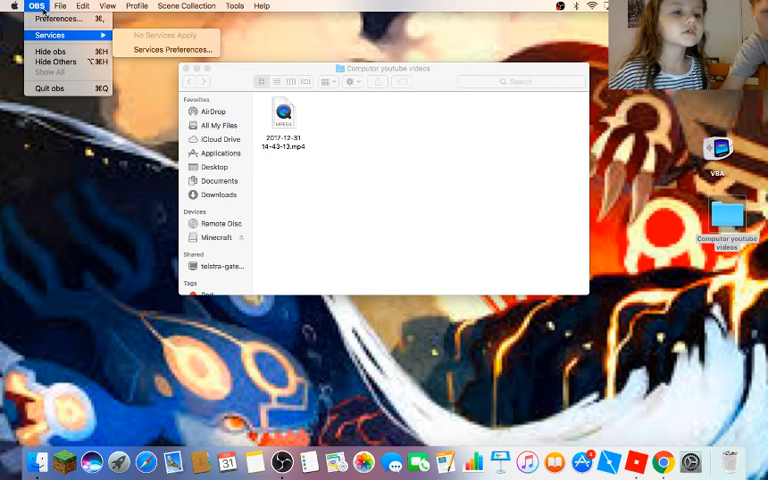 OBS File Edit View Profile Scene Collection Tools Help
Preferences... ⌘,
Services
No Services Apply
Services Preferences...
Hide obs ⌘H
Hide Others ⌥⌘H
Show All
Quit obs ⌘Q
Computor youtube videos
Search
Favorites
AirDrop
All My Files
iCloud Drive
Applications
Desktop
Documents
Downloads
Devices
Remote Disc
Minecraft
Shared
telstra-gate...
Tags
Red
MPEG4
2017-12-31
14-43-13.mp4
VBA
Computor youtube
videos
31